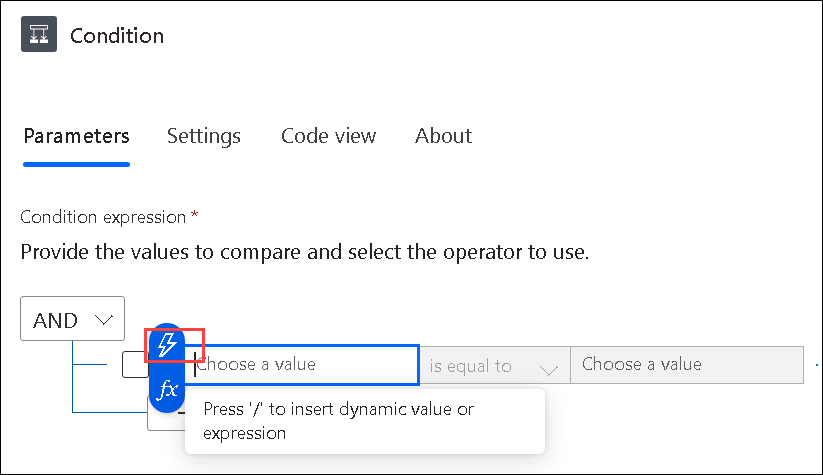 Condition
Parameters Settings Code view About
Condition expression *
Provide the values to compare and select the operator to use.
AND
Choose a value is equal to Choose a value
fx
Press '/' to insert dynamic value or
expression